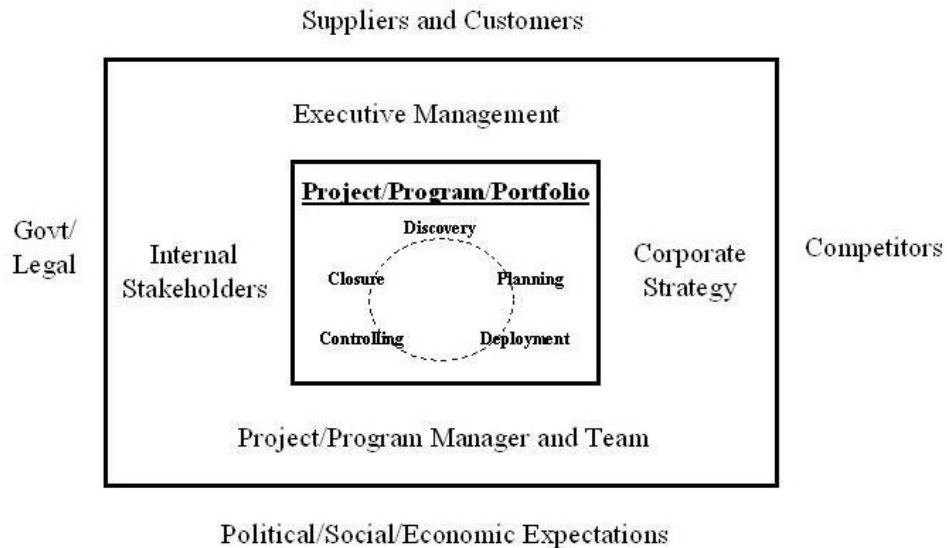 Suppliers and Customers
Executive Management
Project/Program/Portfolio
Discovery
Govt/
Legal
Internal
Stakeholders
Closure
Planning
Controlling
Deployment
Corporate
Strategy
Competitors
Project/Program Manager and Team
Political/Social/Economic Expectations